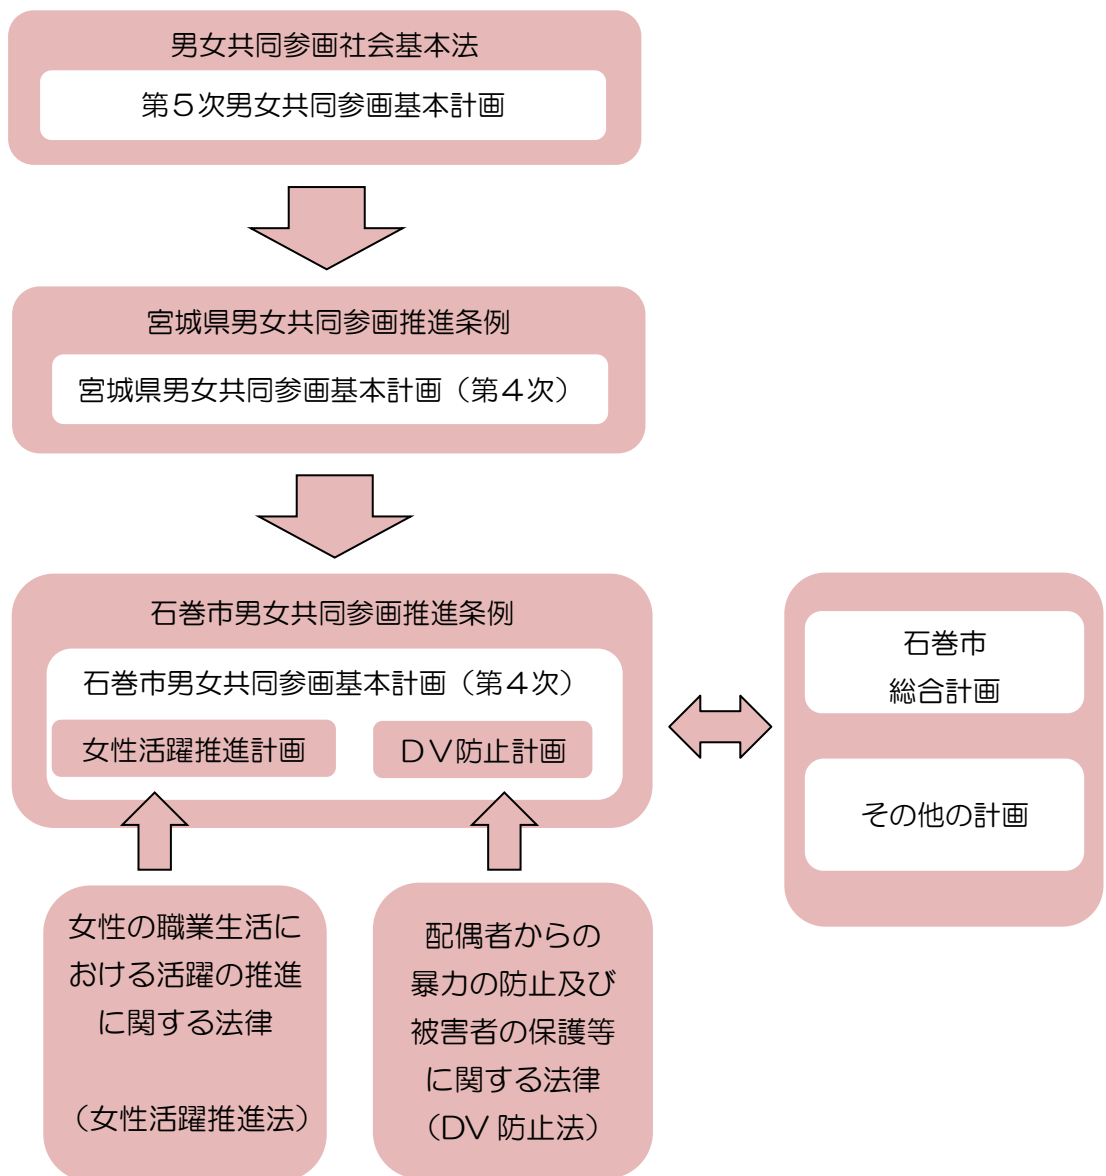 男女共同参画社会基本法
第５次男女共同参画基本計画
宮城県男女共同参画推進条例
宮城県男女共同参画基本計画（第４次）
石巻市男女共同参画推進条例
石巻市男女共同参画基本計画（第４次）
女性活躍推進計画
ＤＶ防止計画
石巻市
総合計画
その他の計画
女性の職業生活に
おける活躍の推進
に関する法律
（女性活躍推進法）
配偶者からの
暴力の防止及び
被害者の保護等
に関する法律
（DV 防止法）